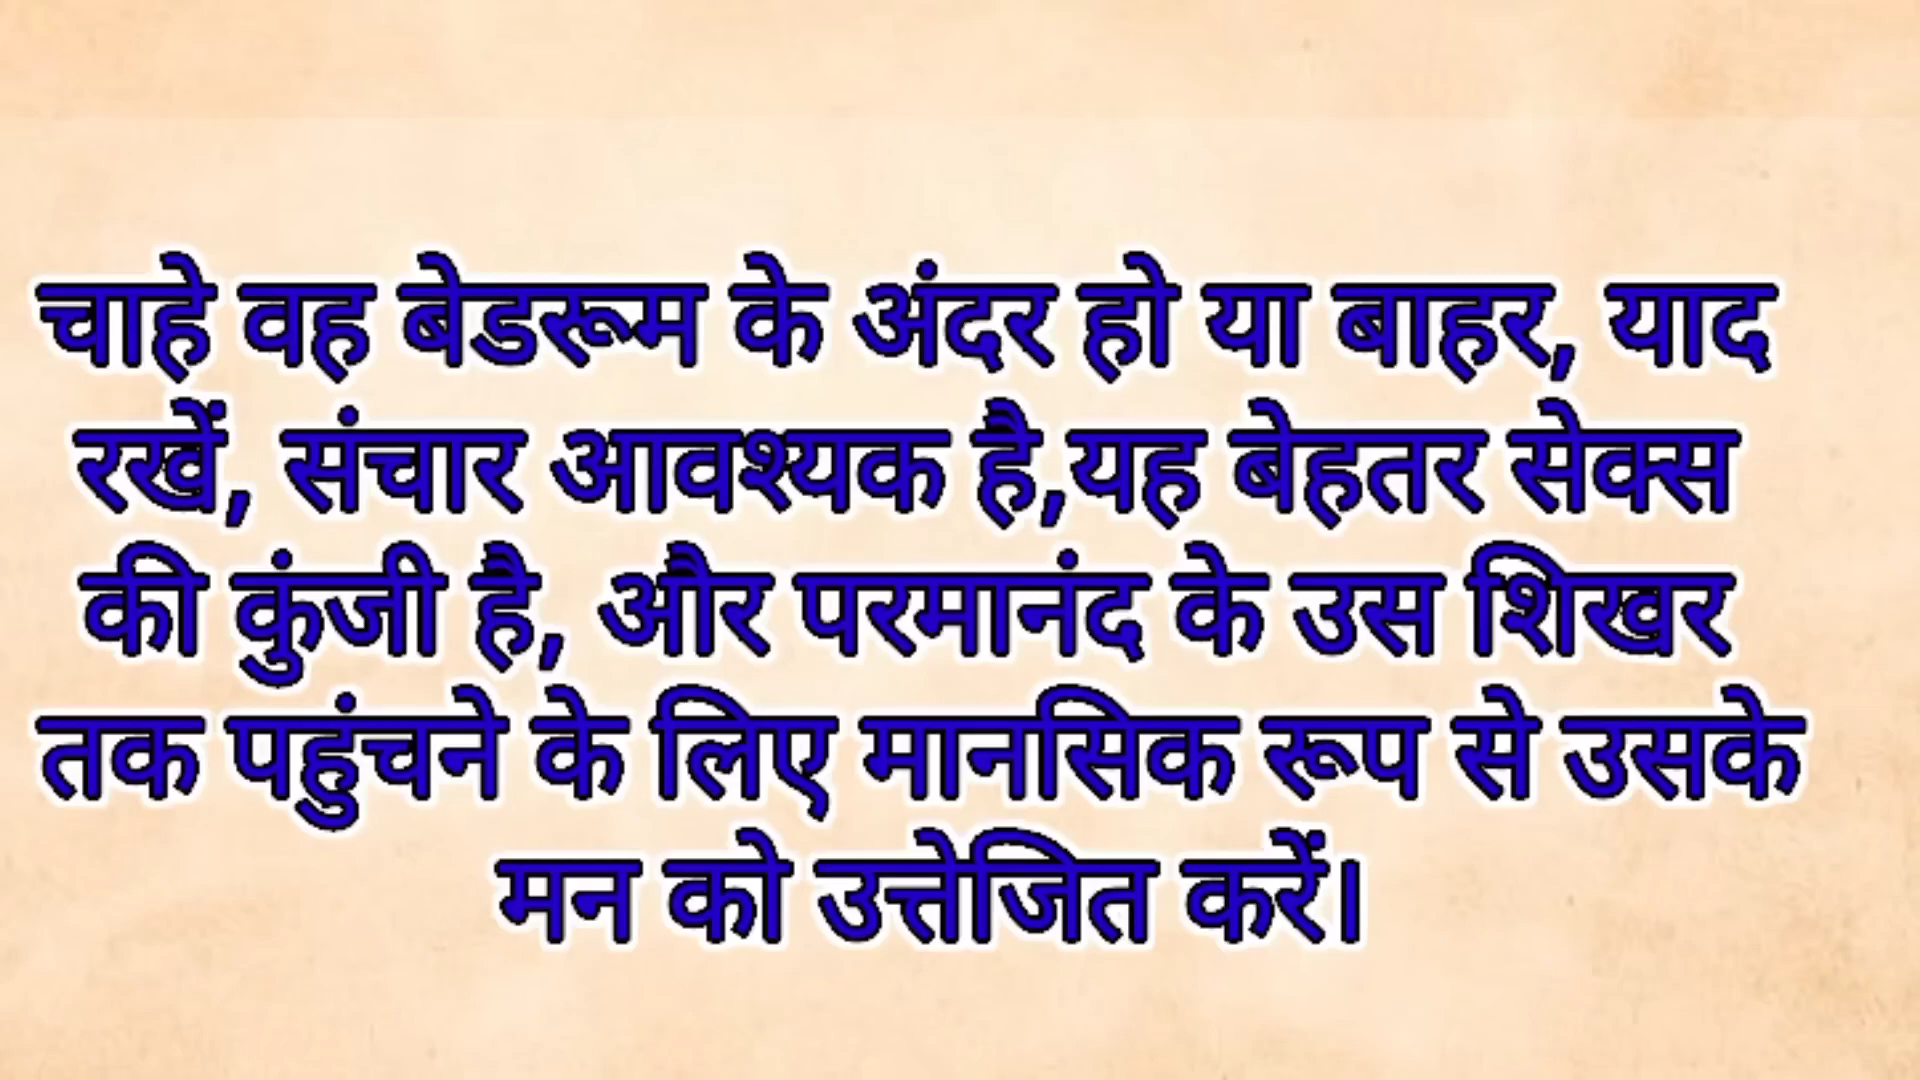 चाहे वह बेडरूम के अंदर हो या बाहर, याद
रखें, संचार आवश्यक है,यह बेहतर सेक्स
की कुंजी है, और परमानंद के उस शिखर
तक पहुंचने के लिए मानसिक रूप से उसके
मन को उत्तेजित करें।